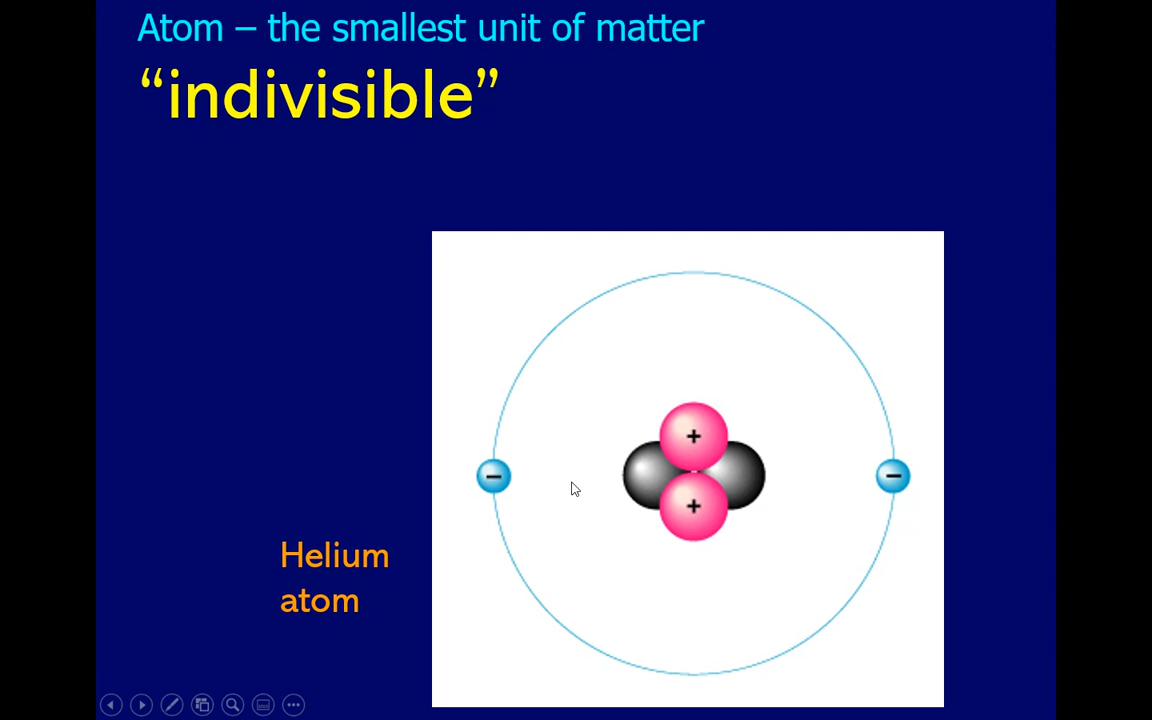 Atom – the smallest unit of matter
“indivisible”
+
− −
+
Helium
atom